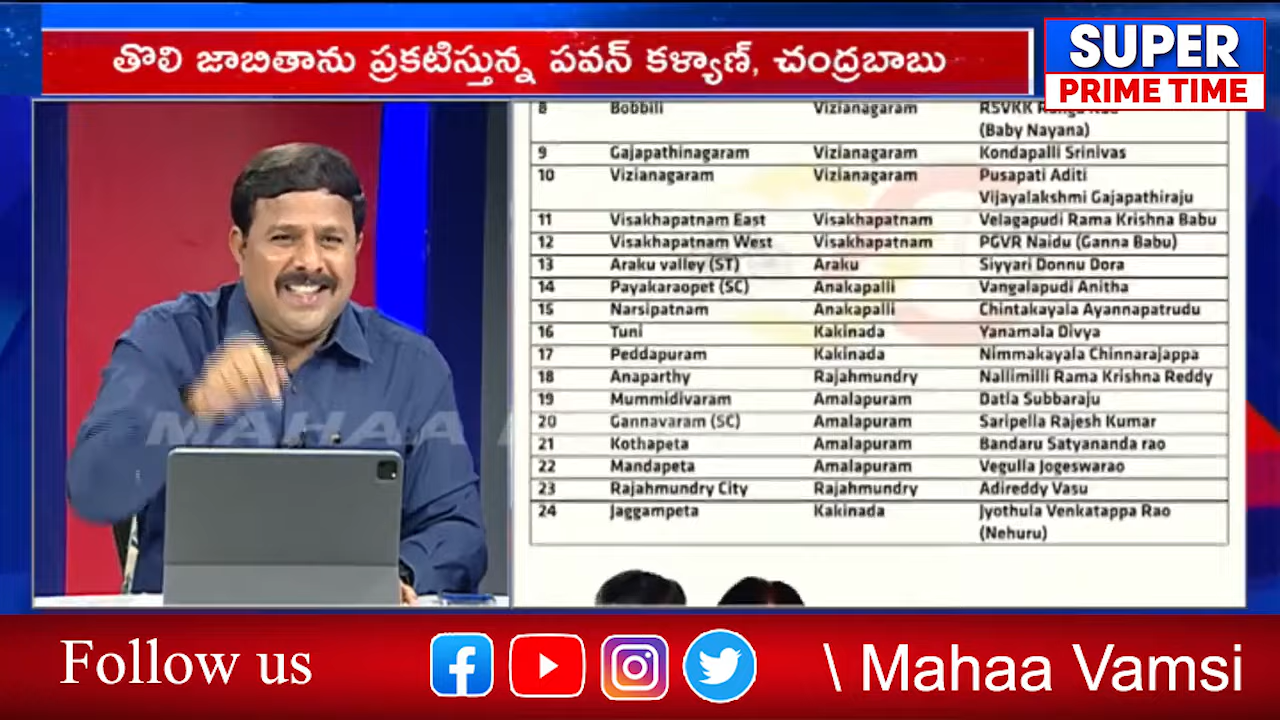 తొలి జాబితాను ప్రకటిస్తున్న పవన్ కళ్యాణ్, చంద్రబాబు
SUPER
PRIME TIME
8 Bobbili Vizianagaram RSVKK
(Baby Nayana)
9 Gajapathinagaram Vizianagaram Kondapalli Srinivas
10 Vizianagaram Vizianagaram Pusapati Aditi
Vijayalakshmi Gajapathiraju
11 Visakhapatnam East Visakhapatnam Velagapudi Rama Krishna Babu
12 Visakhapatnam West Visakhapatnam PGVR Naidu (Ganna Babu)
13 Araku valley (ST) Araku Siyyari Donnu Dora
14 Payakaraopet (SC) Anakapalli Vangalapudi Anitha
15 Narsipatnam Anakapalli Chintakayala Ayyannapatrudu
16 Tuni Kakinada Yanamala Divya
17 Peddapuram Kakinada Nimmakayala Chinnarajappa
18 Anaparthy Rajahmundry Nallimilli Rama Krishna Reddy
19 Mummidivaram Amalapuram Datla Subbaraju
20 Gannavaram (SC) Amalapuram Saripella Rajesh Kumar
21 Kothapeta Amalapuram Bandaru Satyananda rao
22 Mandapeta Amalapuram Vegulla Jogeswarao
23 Rajahmundry City Rajahmundry Adireddy Vasu
24 Jaggampeta Kakinada Jyothula Venkatappa Rao
(Nehuru)
MAHAA
Follow us
\ Mahaa Vamsi